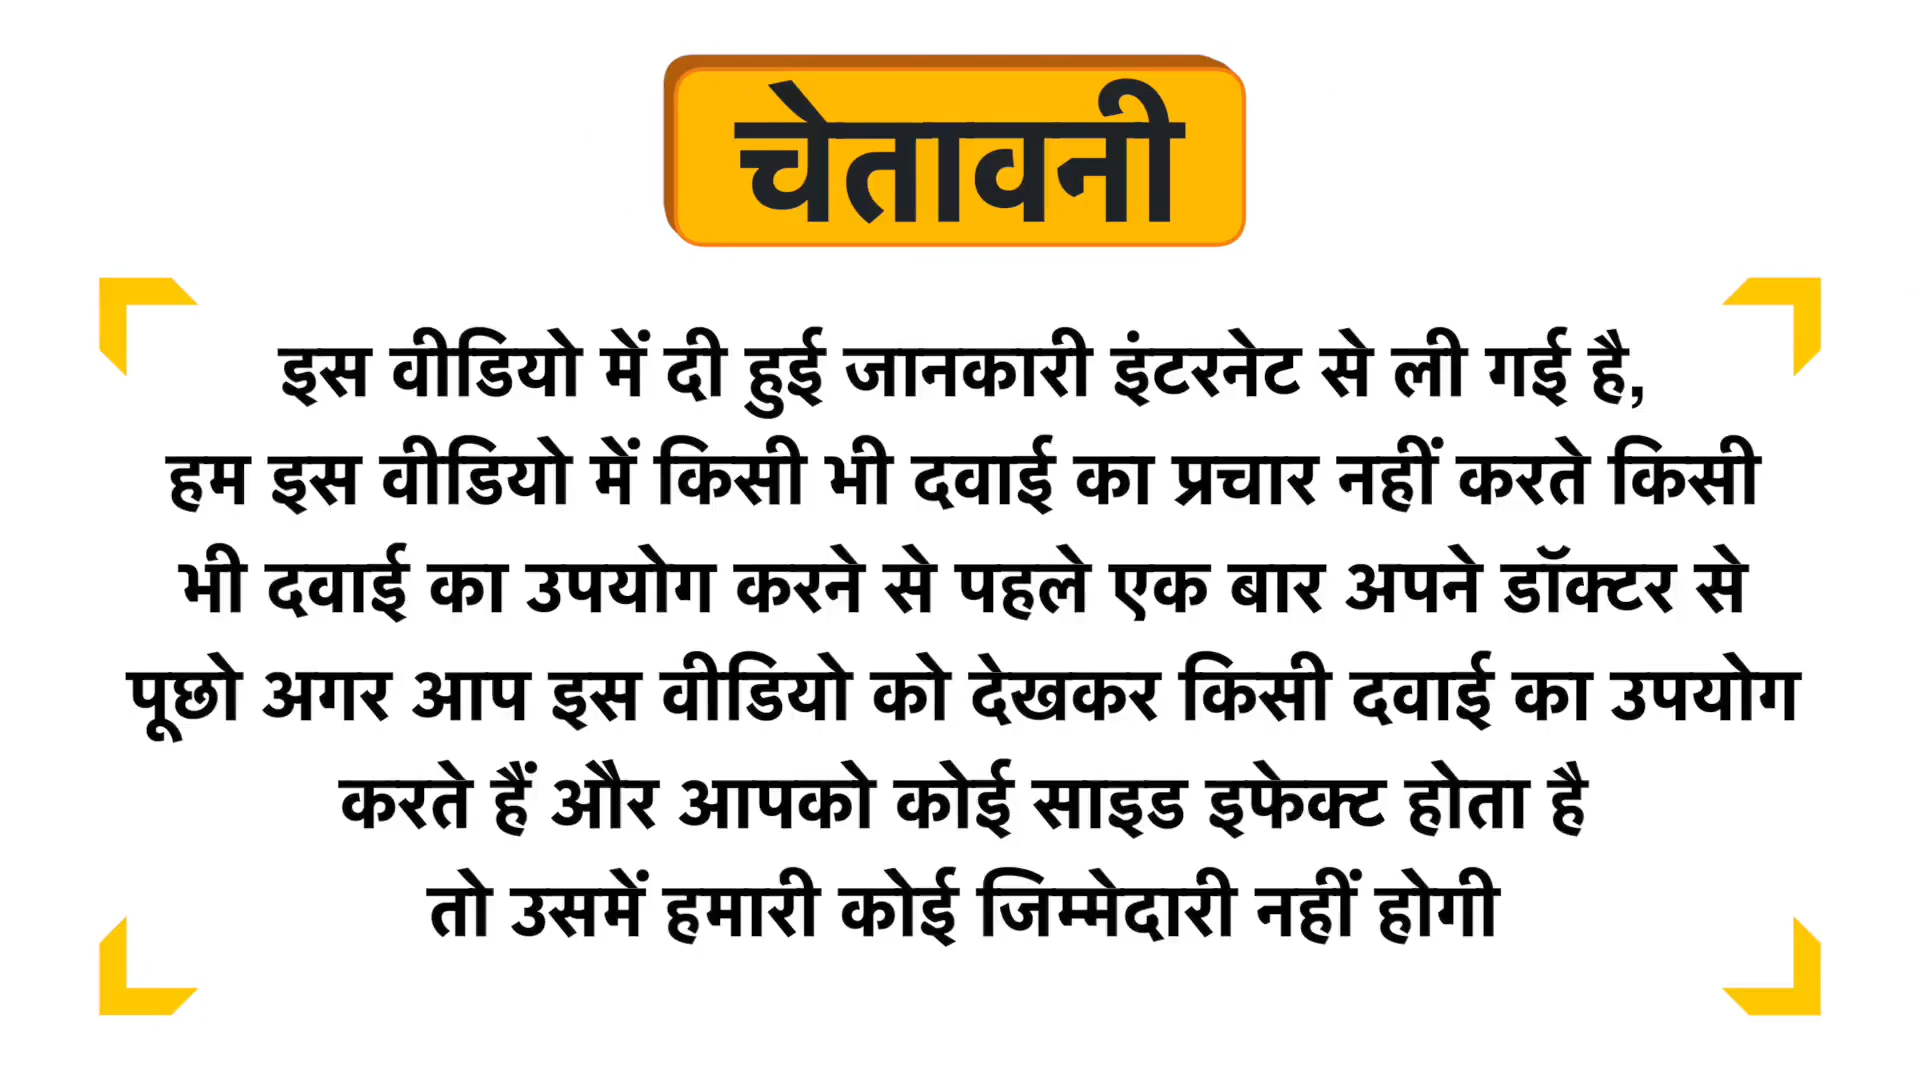 चेतावनी
इस वीडियो में दी हुई जानकारी इंटरनेट से ली गई है,
हम इस वीडियो में किसी भी दवाई का प्रचार नहीं करते किसी
भी दवाई का उपयोग करने से पहले एक बार अपने डॉक्टर से
पूछो अगर आप इस वीडियो को देखकर किसी दवाई का उपयोग
करते हैं और आपको कोई साइड इफेक्ट होता है
तो उसमें हमारी कोई जिम्मेदारी नहीं होगी